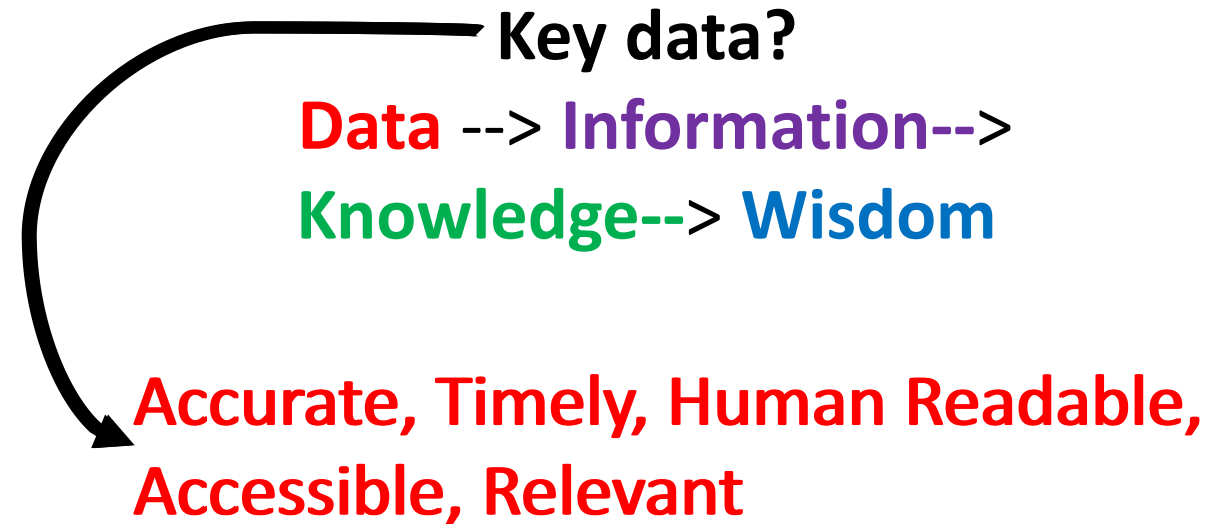 Key data?
Data --> Information-->
Knowledge--> Wisdom
Accurate, Timely, Human Readable,
Accessible, Relevant